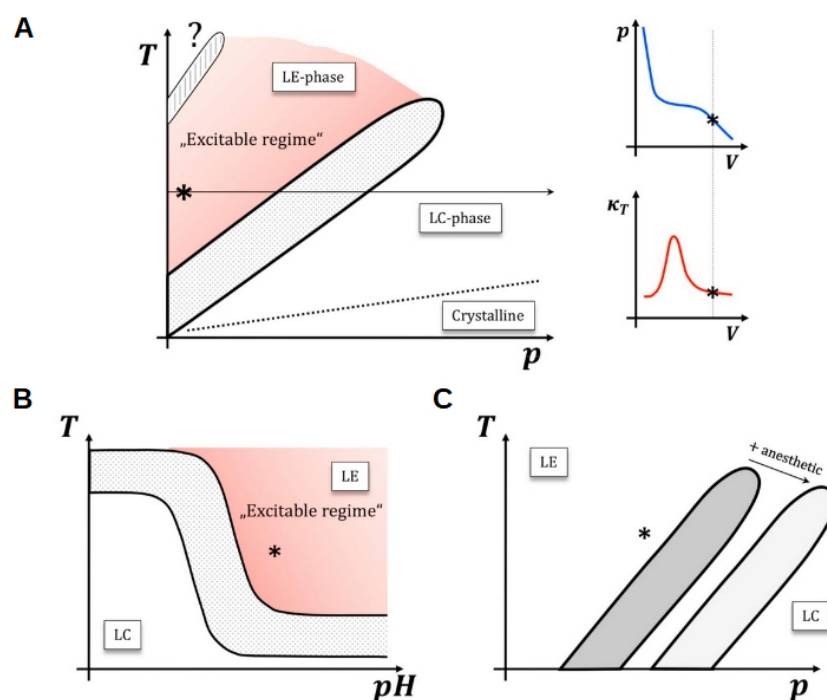 A
T
?
LE-phase
„Excitable regime“
*
LC-phase
Crystalline
p
p
*
V
κT
*
V
B
T
LE
„Excitable regime“
*
LC
pH
C
T
LE
+ anesthetic
*
LC
p